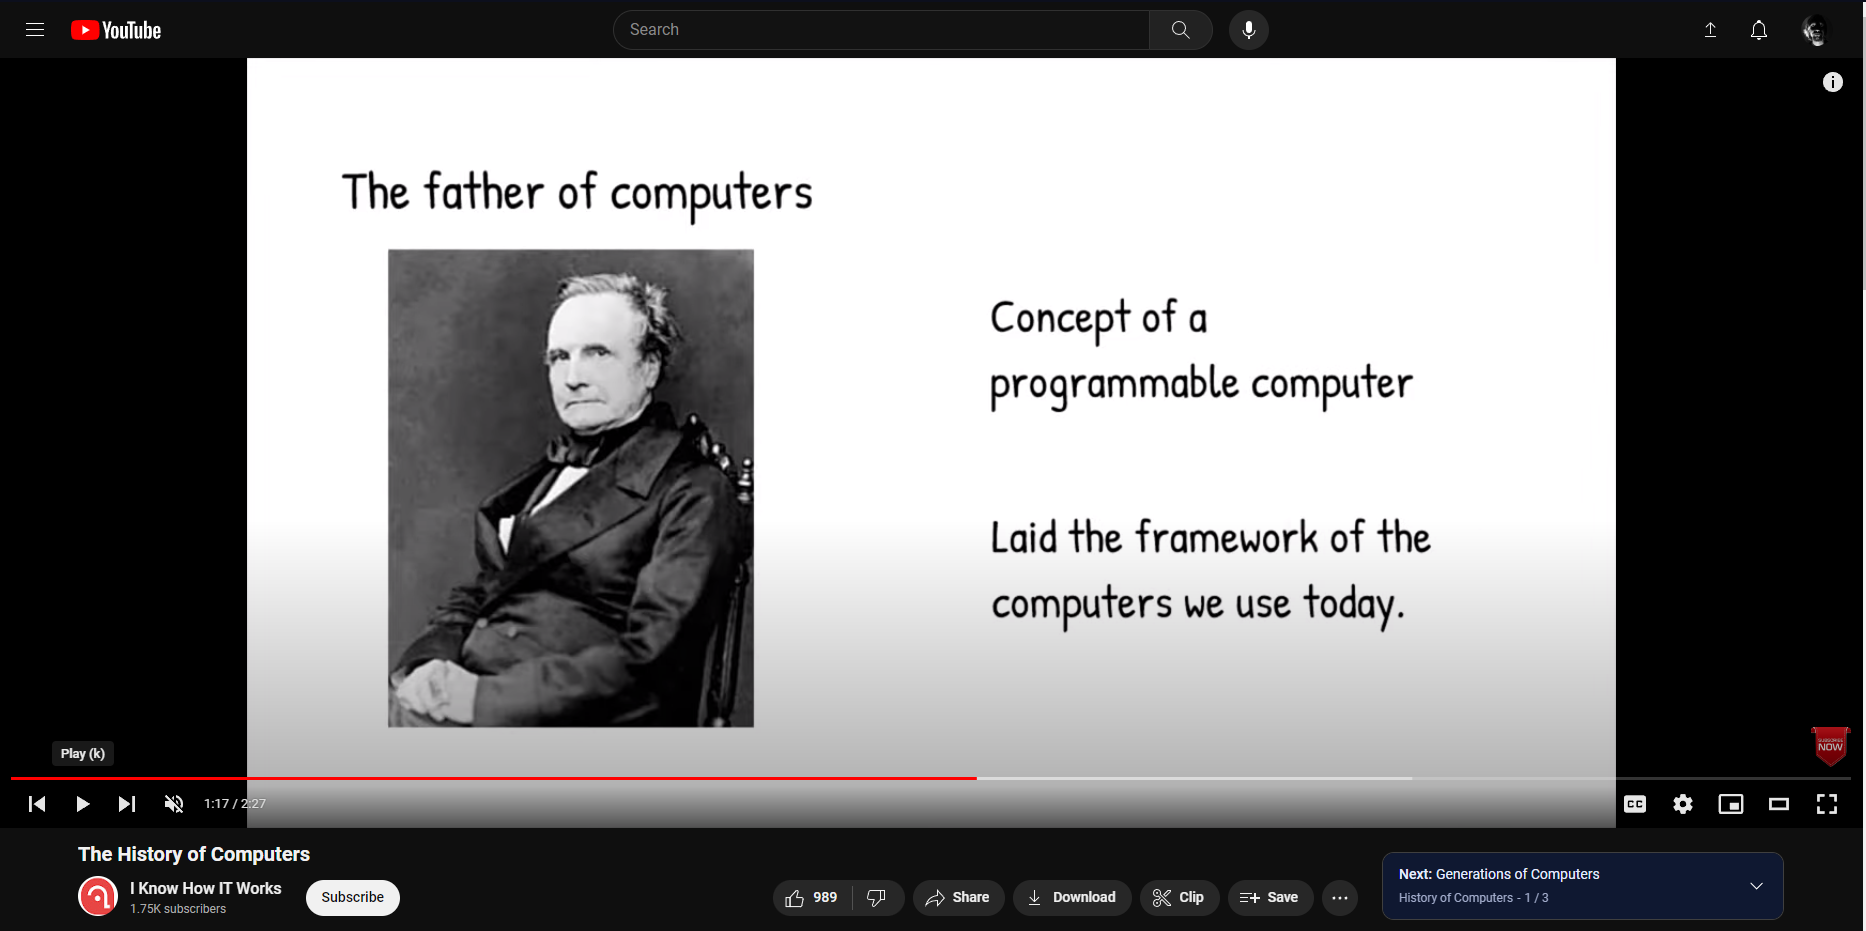 YouTube
Search
The father of computers
Concept of a
programmable computer
Laid the framework of the
computers we use today.
SUBSCRIBE
NOW
Play (k)
1:17 / 2:27
CC
The History of Computers
I Know How IT Works
1.75K subscribers
Subscribe
989
Share
Download
Clip
Save
Next: Generations of Computers
History of Computers - 1 / 3